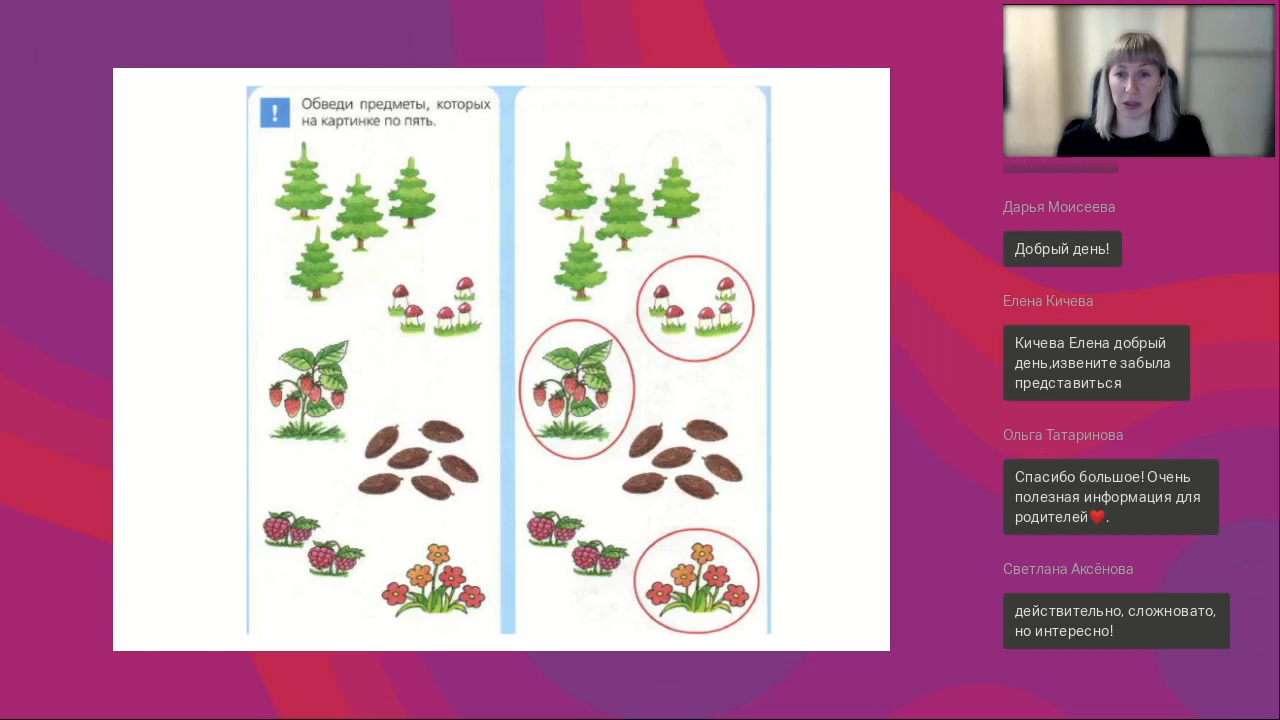 !
Обведи предметы, которых
на картинке по пять.
Дарья Моисеева
Добрый день!
Елена Кичева
Кичева Елена добрый
день,извените забыла
представиться
Ольга Татаринова
Спасибо большое! Очень
полезная информация для
родителей❤️.
Светлана Аксёнова
действительно, сложновато,
но интересно!